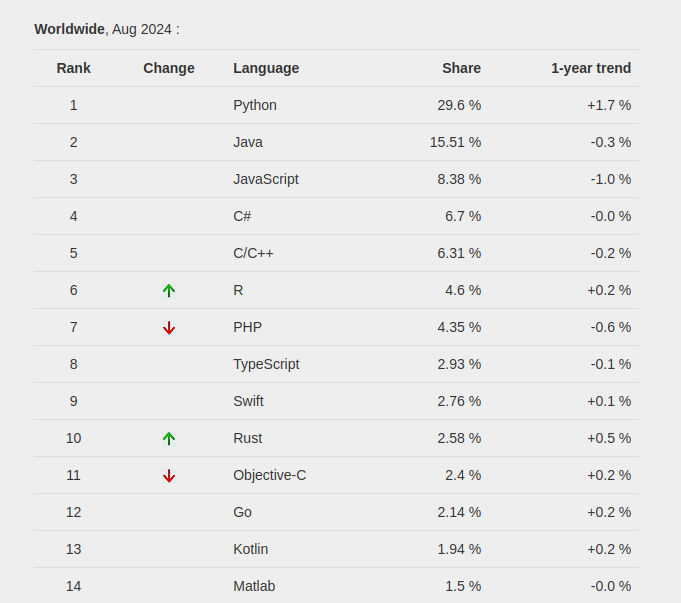 Worldwide, Aug 2024 :
Rank Change Language Share 1-year trend
1 Python 29.6 % +1.7 %
2 Java 15.51 % -0.3 %
3 JavaScript 8.38 % -1.0 %
4 C# 6.7 % -0.0 %
5 C/C++ 6.31 % -0.2 %
6 R 4.6 % +0.2 %
7 PHP 4.35 % -0.6 %
8 TypeScript 2.93 % -0.1 %
9 Swift 2.76 % +0.1 %
10 Rust 2.58 % +0.5 %
11 Objective-C 2.4 % +0.2 %
12 Go 2.14 % +0.2 %
13 Kotlin 1.94 % +0.2 %
14 Matlab 1.5 % -0.0 %